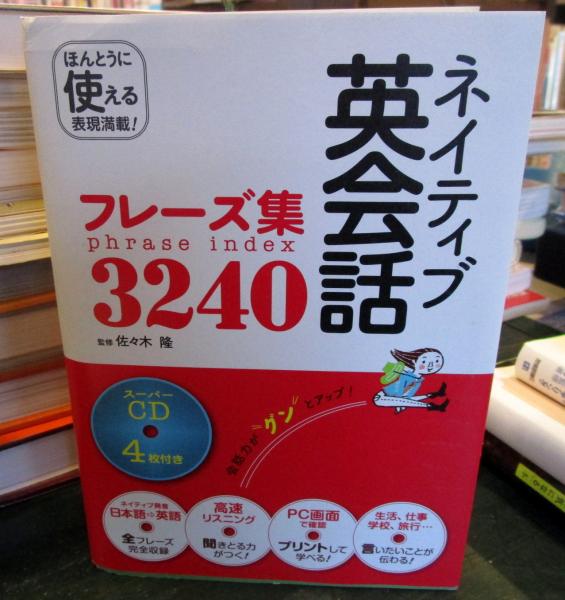 ほんとうに
使える
表現満載!
ネイティブ
英会話
フレーズ集
phrase index
3240
監修 佐々木 隆
スーパー
CD
4枚付き
会話力が"グン"とアップ!
ネイティブ発音
日本語⇨英語
全フレーズ
完全収録
高速
リスニング
聞きとる力
がつく!
PC画面
で確認
プリントして
学べる!
生活、仕事
学校、旅行…
言いたいことが
伝わる!